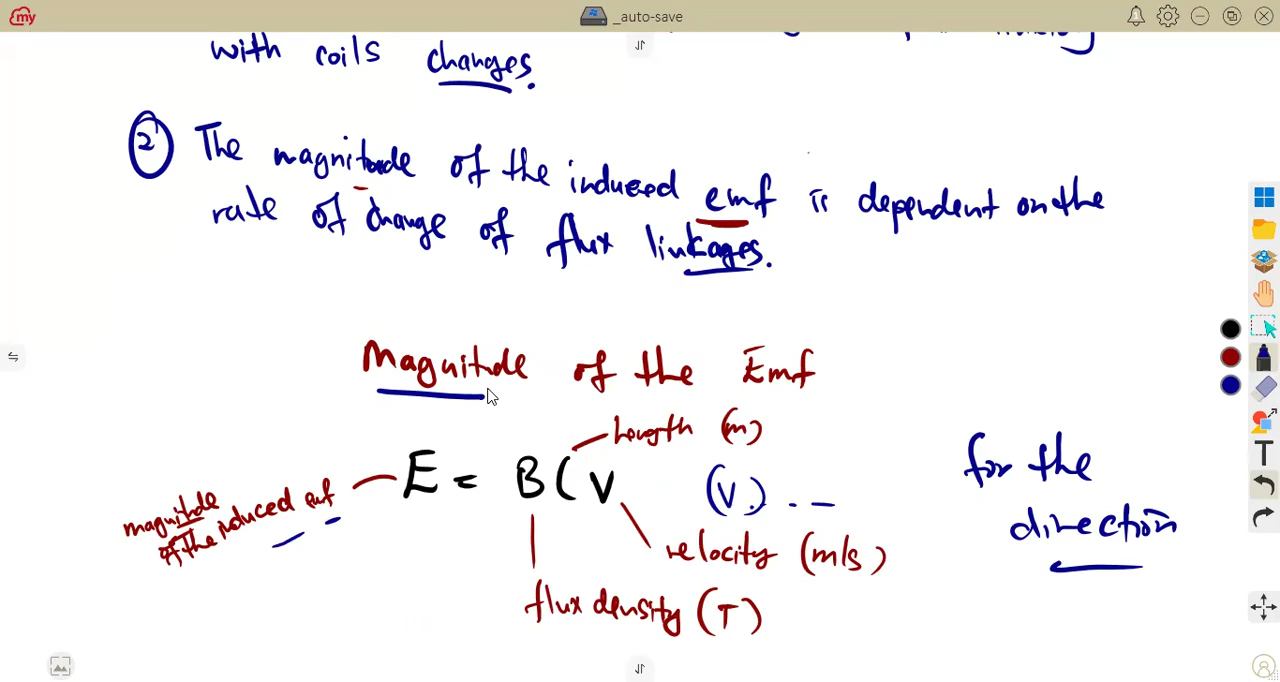 my
_auto-save
with coils changes.
2 The magnitude of the induced emf is dependent on the
rate of change of flux linkages.
Magnitude of the Emf
Length (m)
E = B l V (V)
magnitude
of the induced emf
velocity (m/s)
flux density (T)
for the
direction
T